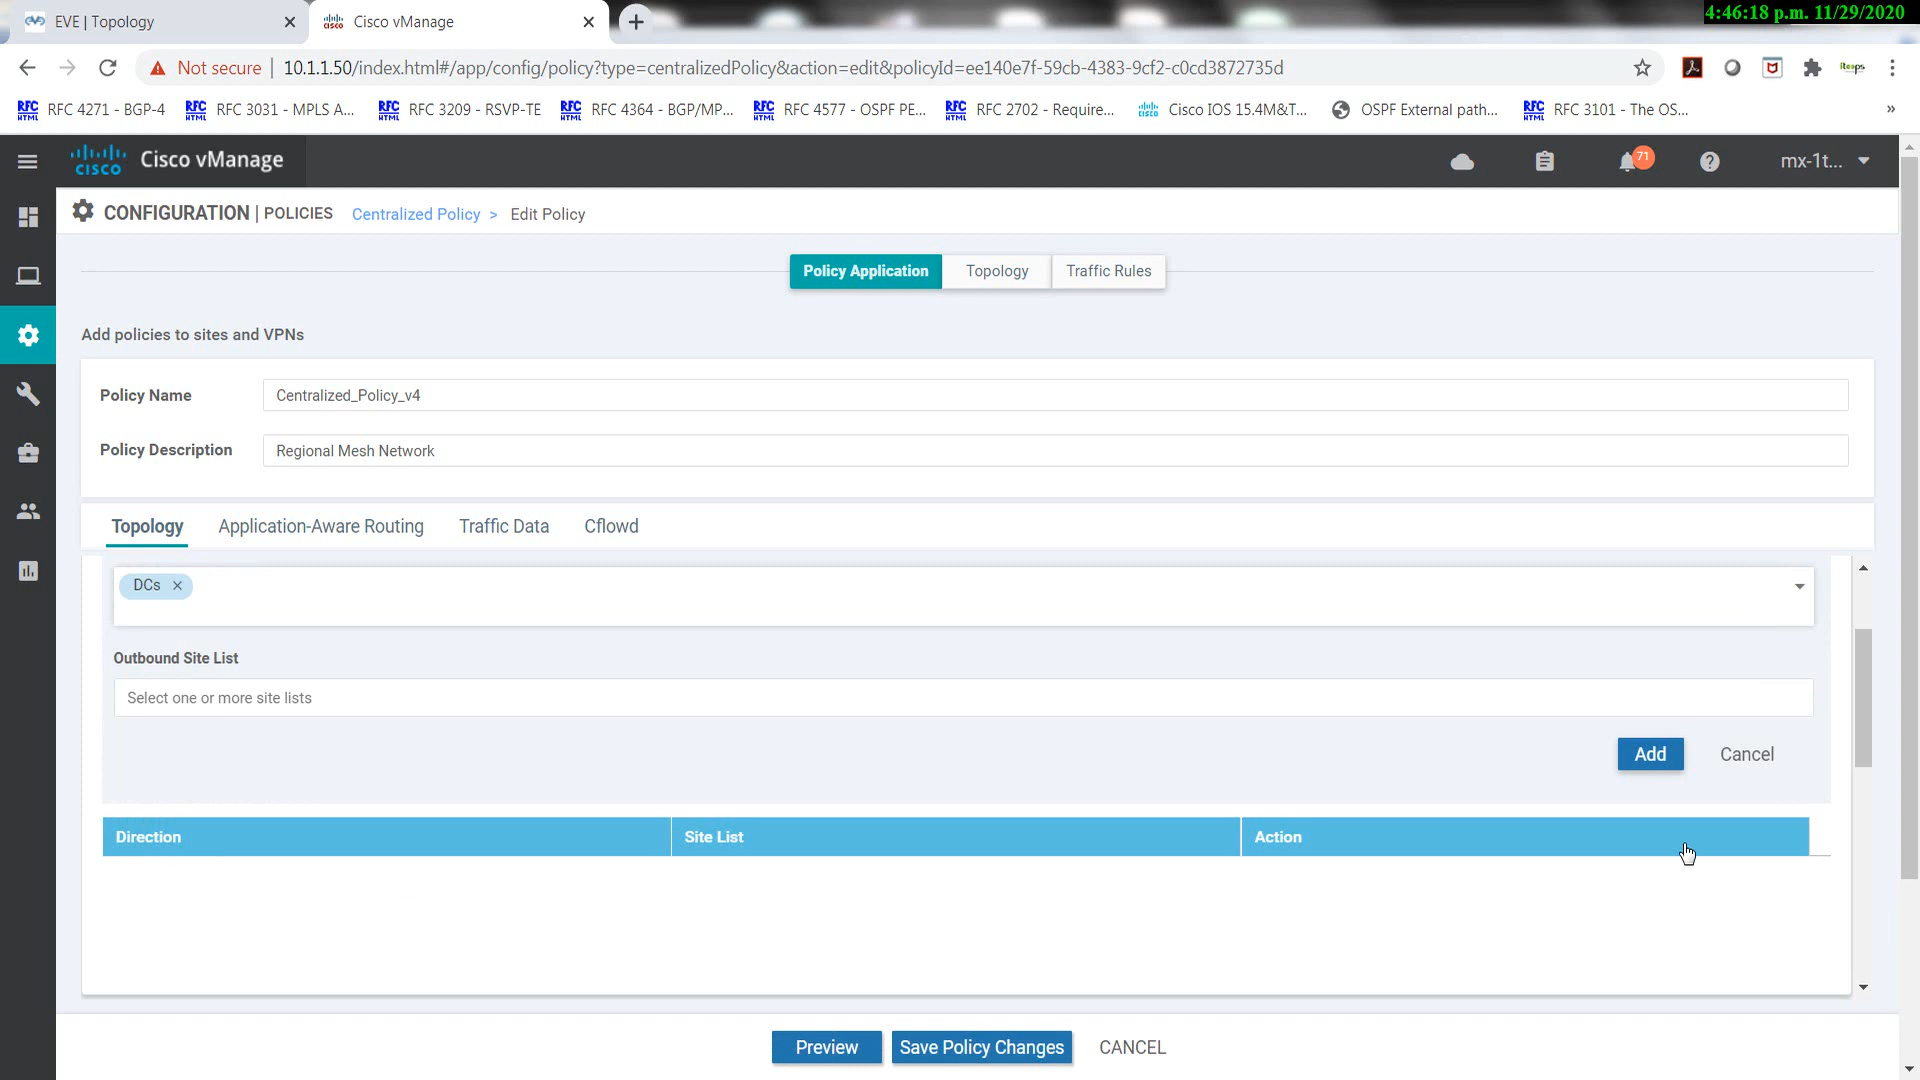 4:46:18 p.m. 11/29/2020
EVE | Topology
Cisco vManage
Not secure | 10.1.1.50/index.html#/app/config/policy?type=centralizedPolicy&action=edit&policyId=ee140e7f-59cb-4383-9cf2-c0cd3872735d
RFC 4271 - BGP-4
RFC 3031 - MPLS A...
RFC 3209 - RSVP-TE
RFC 4364 - BGP/MP...
RFC 4577 - OSPF PE...
RFC 2702 - Require...
Cisco IOS 15.4M&T...
OSPF External path...
RFC 3101 - The OS...
»
cisco Cisco vManage
71
mx-1t...
CONFIGURATION | POLICIES Centralized Policy > Edit Policy
Policy Application Topology Traffic Rules
Add policies to sites and VPNs
Policy Name Centralized_Policy_v4
Policy Description Regional Mesh Network
Topology Application-Aware Routing Traffic Data Cflowd
DCs
Outbound Site List
Select one or more site lists
Add Cancel
Direction Site List Action
Preview Save Policy Changes CANCEL